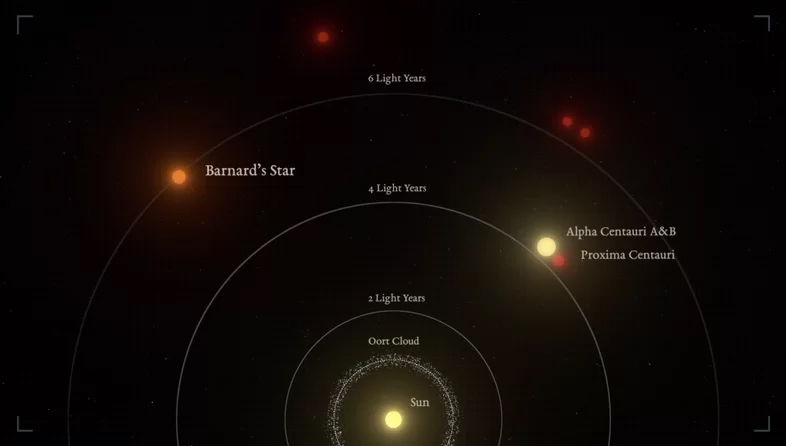 6 Light Years
Barnard's Star
4 Light Years
Alpha Centauri A&B
Proxima Centauri
2 Light Years
Oort Cloud
Sun